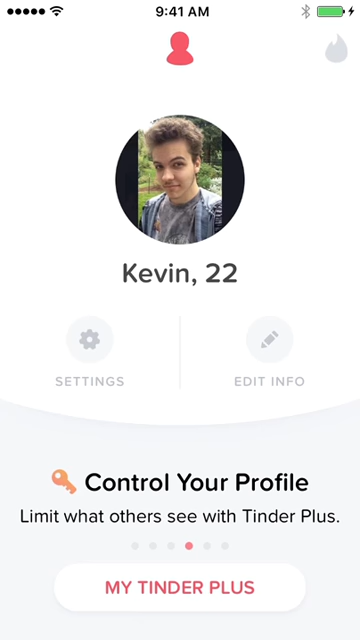 9:41 AM
Kevin, 22
SETTINGS
EDIT INFO
Control Your Profile
Limit what others see with Tinder Plus.
MY TINDER PLUS